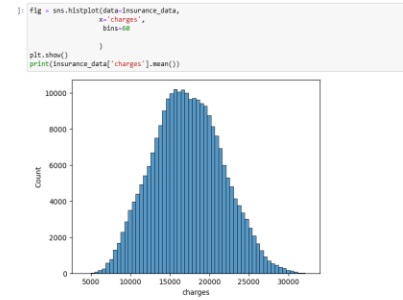 ]: fig = sns.histplot(data=insurance_data,
x='charges',
bins=60
)
plt.show()
print(insurance_data['charges'].mean())
10000
8000
6000
4000
2000
0
Count
5000 10000 15000 20000 25000 30000
charges